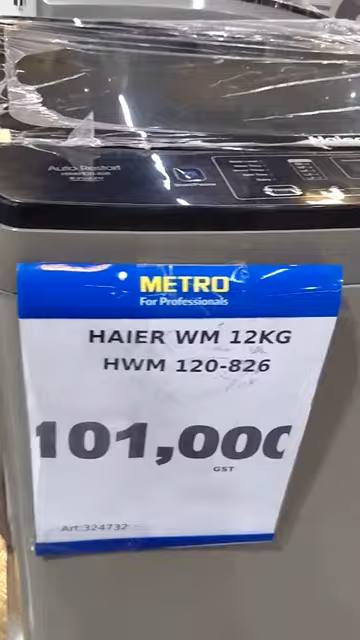 Auto Restart
METRO
For Professionals
HAIER WM 12KG
HWM 120-826
101,000
GST
Art:324732